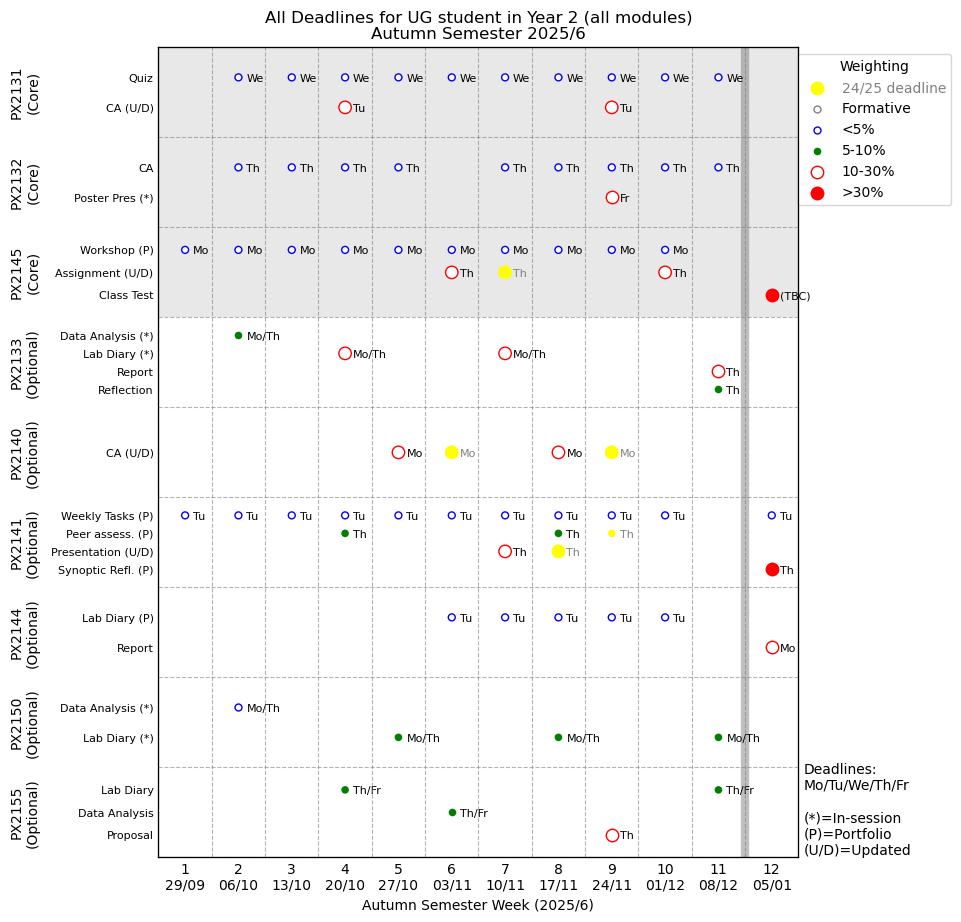 All Deadlines for UG student in Year 2 (all modules)
Autumn Semester 2025/6
Weighting
24/25 deadline
Formative
<5%
5-10%
10-30%
>30%
PX2131
(Core)
Quiz We We We We We We We We We We
CA (U/D) Tu Tu
PX2132
(Core)
CA Th Th Th Th Th Th Th Th Th
Poster Pres (*) Fr
PX2145
(Core)
Workshop (P) Mo Mo Mo Mo Mo Mo Mo Mo Mo Mo
Assignment (U/D) Th Th Th
Class Test (TBC)
PX2133
(Optional)
Data Analysis (*) Mo/Th
Lab Diary (*) Mo/Th Mo/Th
Report Th
Reflection Th
PX2140
(Optional)
CA (U/D) Mo Mo Mo Mo
PX2141
(Optional)
Weekly Tasks (P) Tu Tu Tu Tu Tu Tu Tu Tu Tu Tu Tu
Peer assess. (P) Th Th Th
Presentation (U/D) Th Th
Synoptic Refl. (P) Th
PX2144
(Optional)
Lab Diary (P) Tu Tu Tu Tu Tu
Report Mo
PX2150
(Optional)
Data Analysis (*) Mo/Th
Lab Diary (*) Mo/Th Mo/Th Mo/Th
PX2155
(Optional)
Lab Diary Th/Fr Th/Fr
Data Analysis Th/Fr
Proposal Th
Deadlines:
Mo/Tu/We/Th/Fr
(*)=In-session
(P)=Portfolio
(U/D)=Updated
1 2 3 4 5 6 7 8 9 10 11 12
29/09 06/10 13/10 20/10 27/10 03/11 10/11 17/11 24/11 01/12 08/12 05/01
Autumn Semester Week (2025/6)